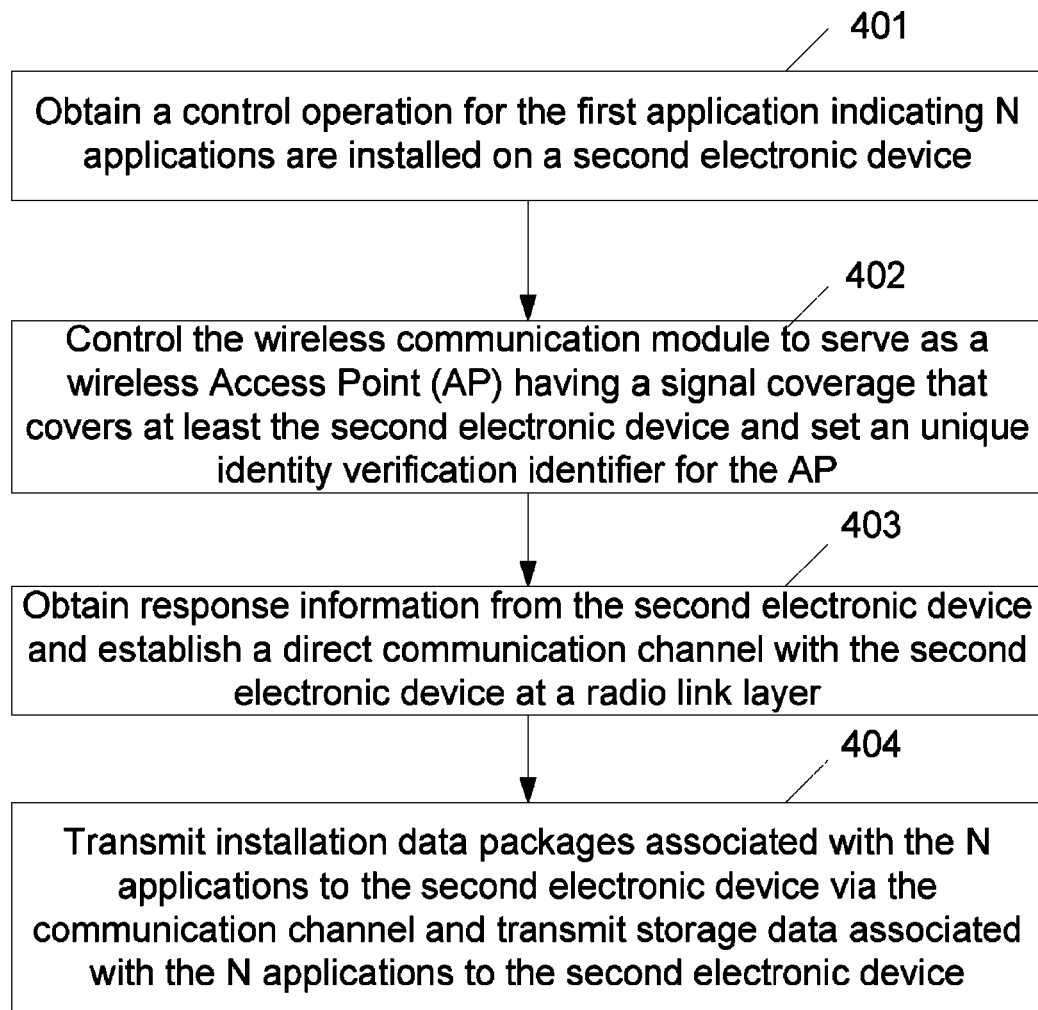 401
Obtain a control operation for the first application indicating N
applications are installed on a second electronic device
402
Control the wireless communication module to serve as a
wireless Access Point (AP) having a signal coverage that
covers at least the second electronic device and set an unique
identity verification identifier for the AP
403
Obtain response information from the second electronic device
and establish a direct communication channel with the second
electronic device at a radio link layer
404
Transmit installation data packages associated with the N
applications to the second electronic device via the
communication channel and transmit storage data associated
with the N applications to the second electronic device